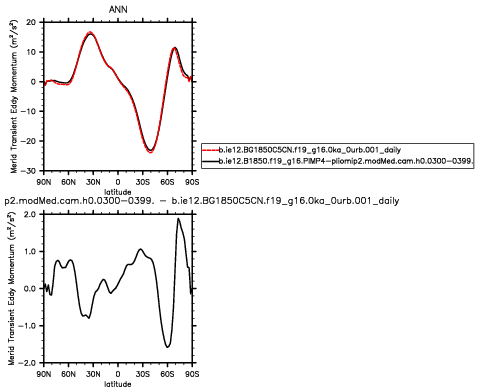 ANN
Merid Transient Eddy Momentum (m²/s²)
20
10
0
−10
−20
−30
90N 60N 30N 0 30S 60S 90S
latitude
b.ie12.BG1850C5CN.f19_g16.0ka_0urb.001_daily
b.ie12.B1850.f19_g16.PIMP4-pliomip2.modMed.cam.h0.0300-0399.
p2.modMed.cam.h0.0300-0399. − b.ie12.BG1850C5CN.f19_g16.0ka_0urb.001_daily
Merid Transient Eddy Momentum (m²/s²)
2.0
1.0
0.0
−1.0
−2.0
90N 60N 30N 0 30S 60S 90S
latitude